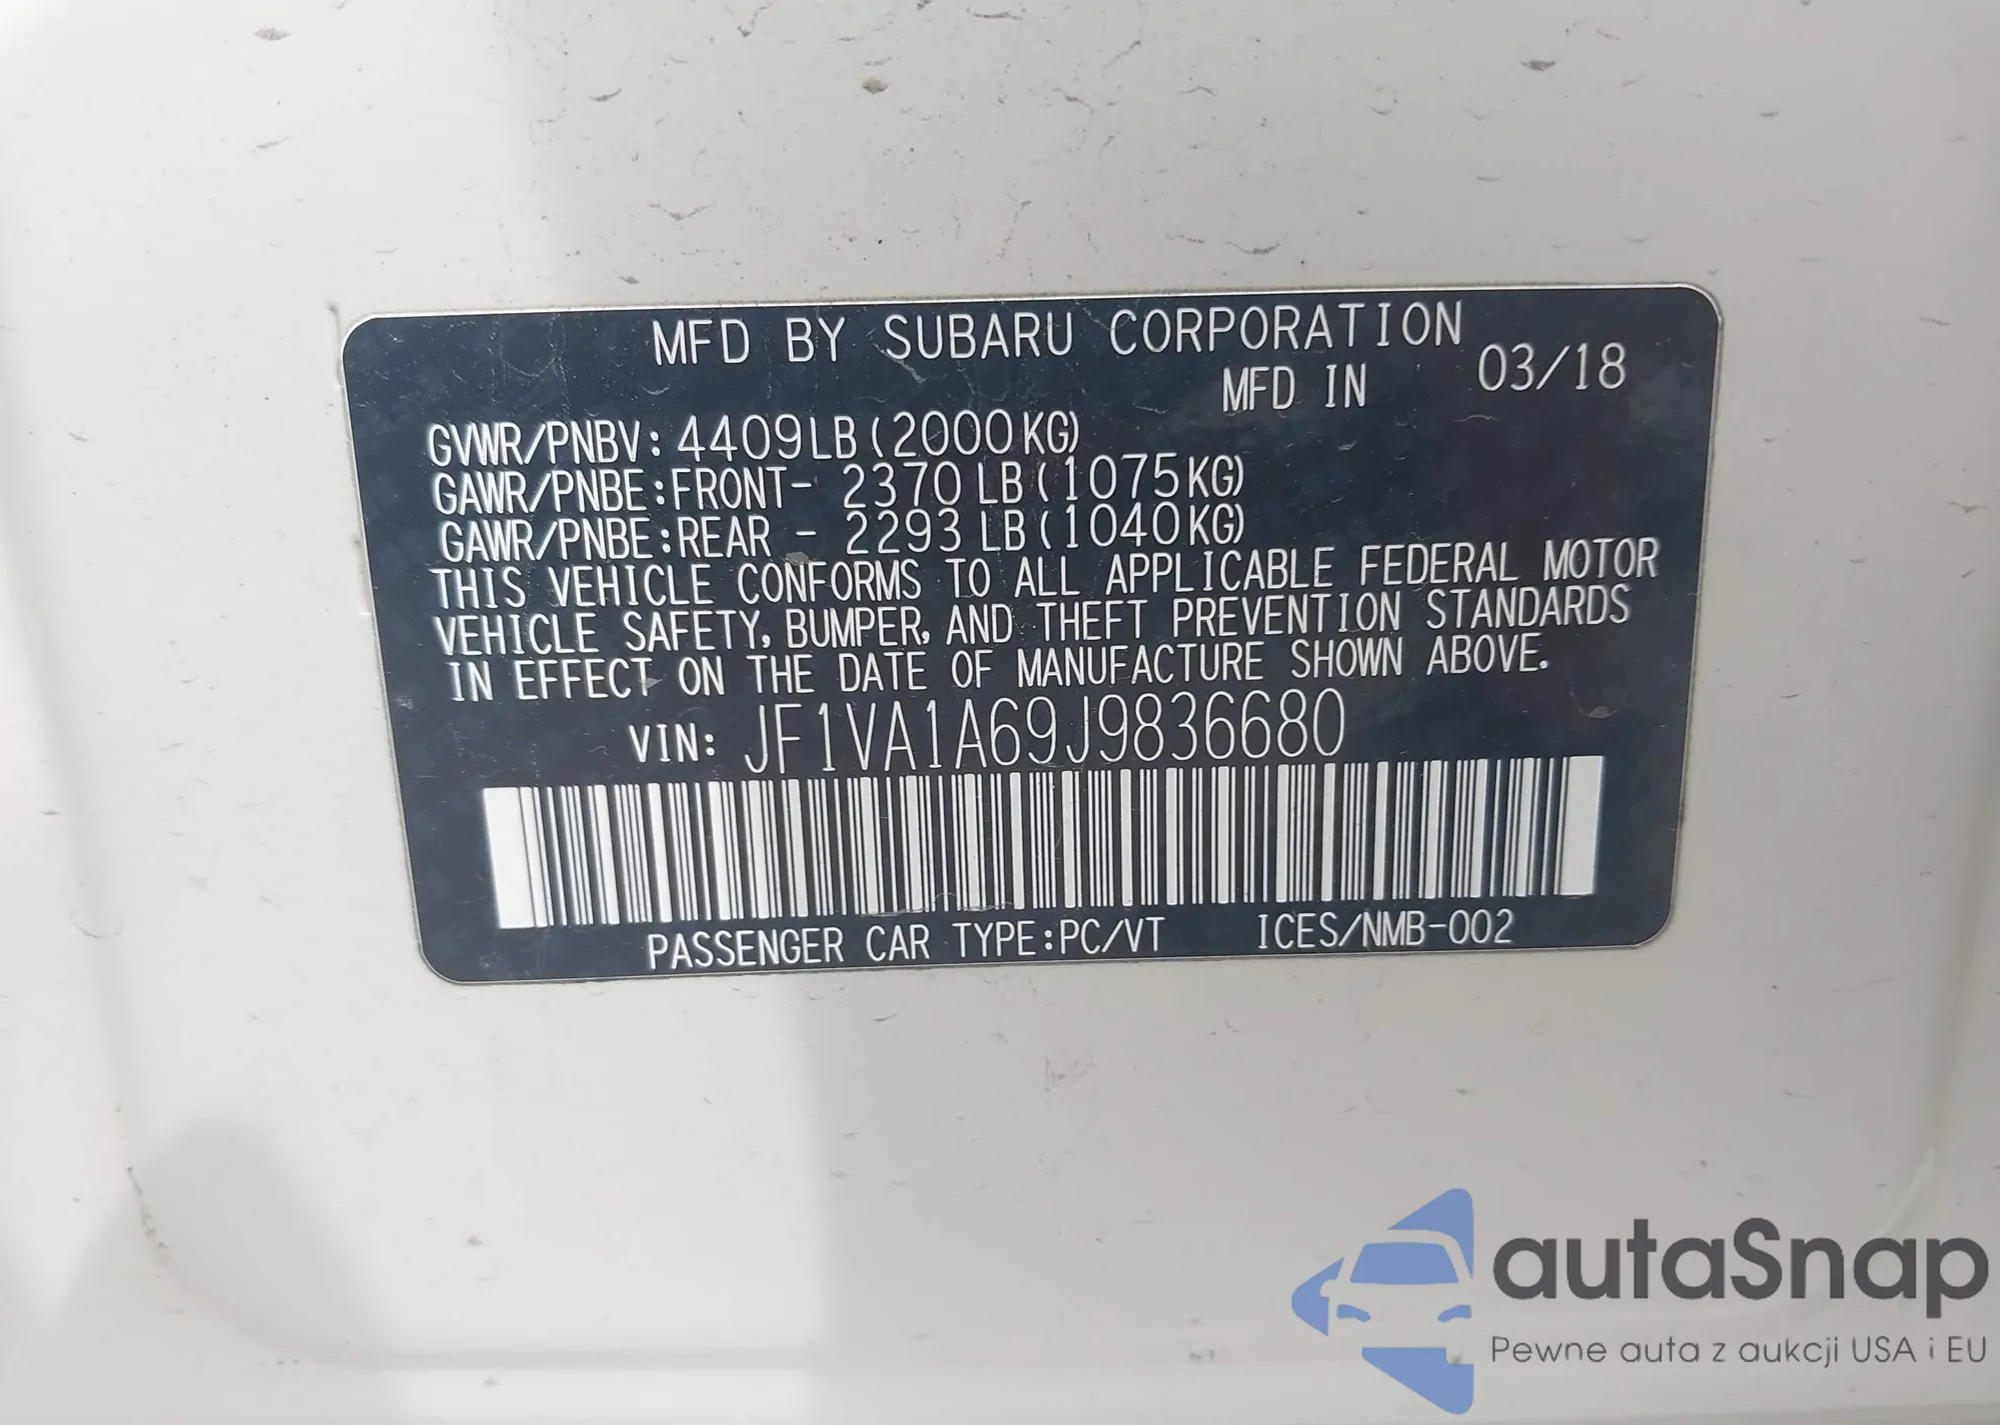 MFD BY SUBARU CORPORATION
MFD IN 03/18
GVWR/PNBV: 4409LB(2000KG)
GAWR/PNBE:FRONT- 2370LB(1075KG)
GAWR/PNBE:REAR - 2293LB(1040KG)
THIS VEHICLE CONFORMS TO ALL APPLICABLE FEDERAL MOTOR
VEHICLE SAFETY, BUMPER, AND THEFT PREVENTION STANDARDS
IN EFFECT ON THE DATE OF MANUFACTURE SHOWN ABOVE.
VIN: JF1VA1A69J9836680
PASSENGER CAR TYPE:PC/VT ICES/NMB-002
autaSnap
Pewne auta z aukcji USA i EU